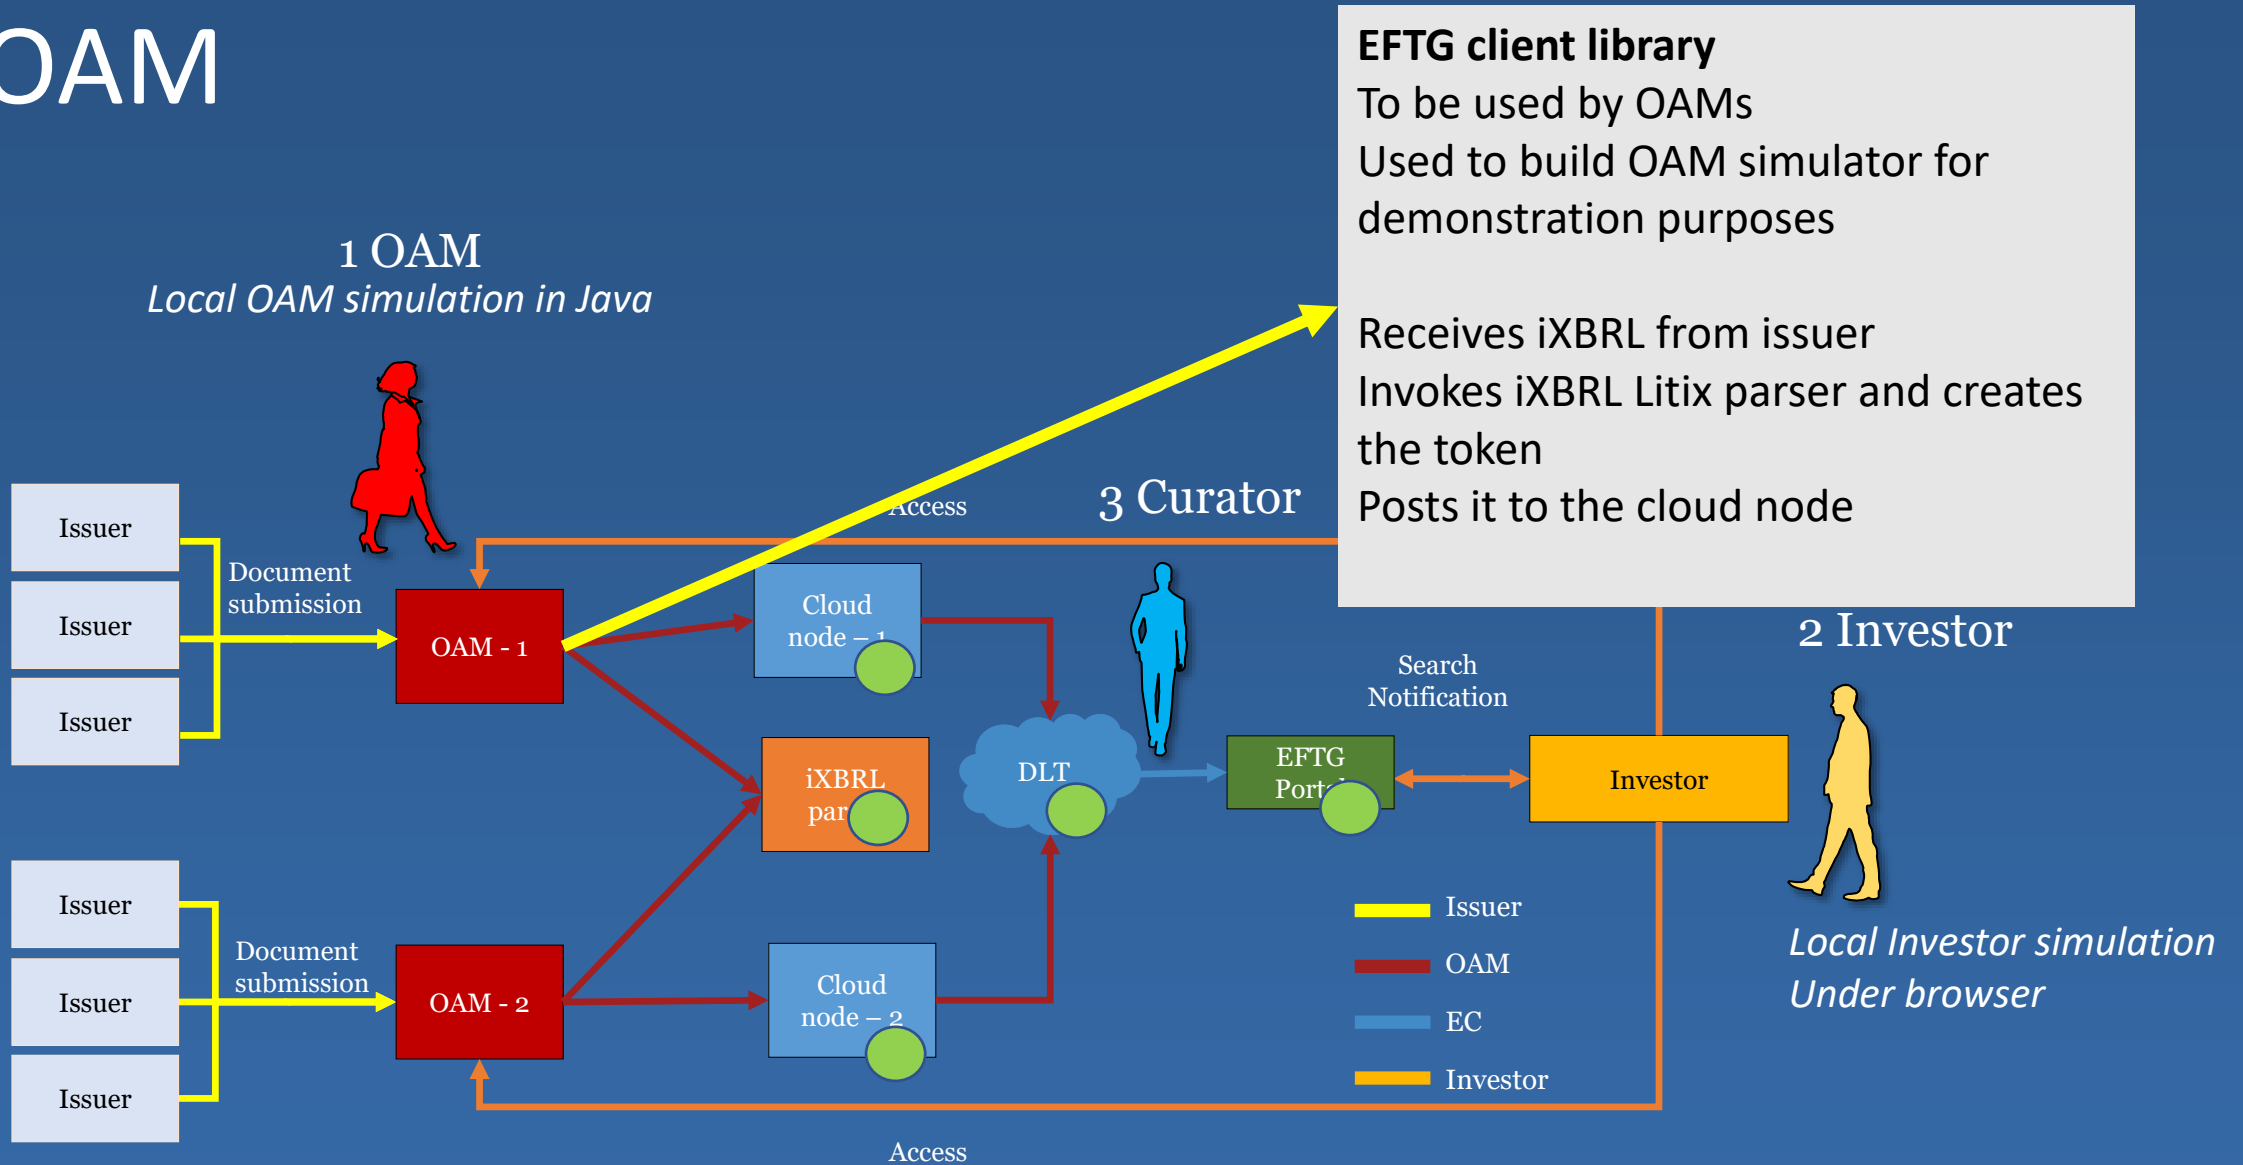 OAM
EFTG client library
To be used by OAMs
Used to build OAM simulator for
demonstration purposes
Receives iXBRL from issuer
Invokes iXBRL Litix parser and creates
the token
Posts it to the cloud node
1 OAM
Local OAM simulation in Java
Access
3 Curator
Issuer
Issuer
Issuer
Document
submission
OAM - 1
Cloud
node – 1
2 Investor
Search
Notification
iXBRL
DLT
EFTG
Investor
Issuer
Issuer
Issuer
Document
submission
OAM - 2
Cloud
node – 2
Issuer
OAM
EC
Investor
Local Investor simulation
Under browser
Access